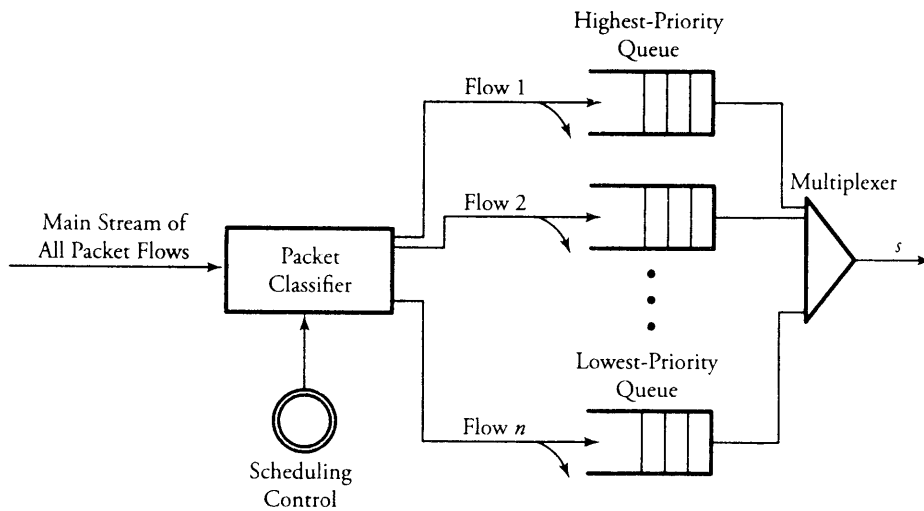 Highest-Priority
Queue
Flow 1
Flow 2
Multiplexer
Main Stream of
All Packet Flows
Packet
Classifier
s
Lowest-Priority
Queue
Flow n
Scheduling
Control